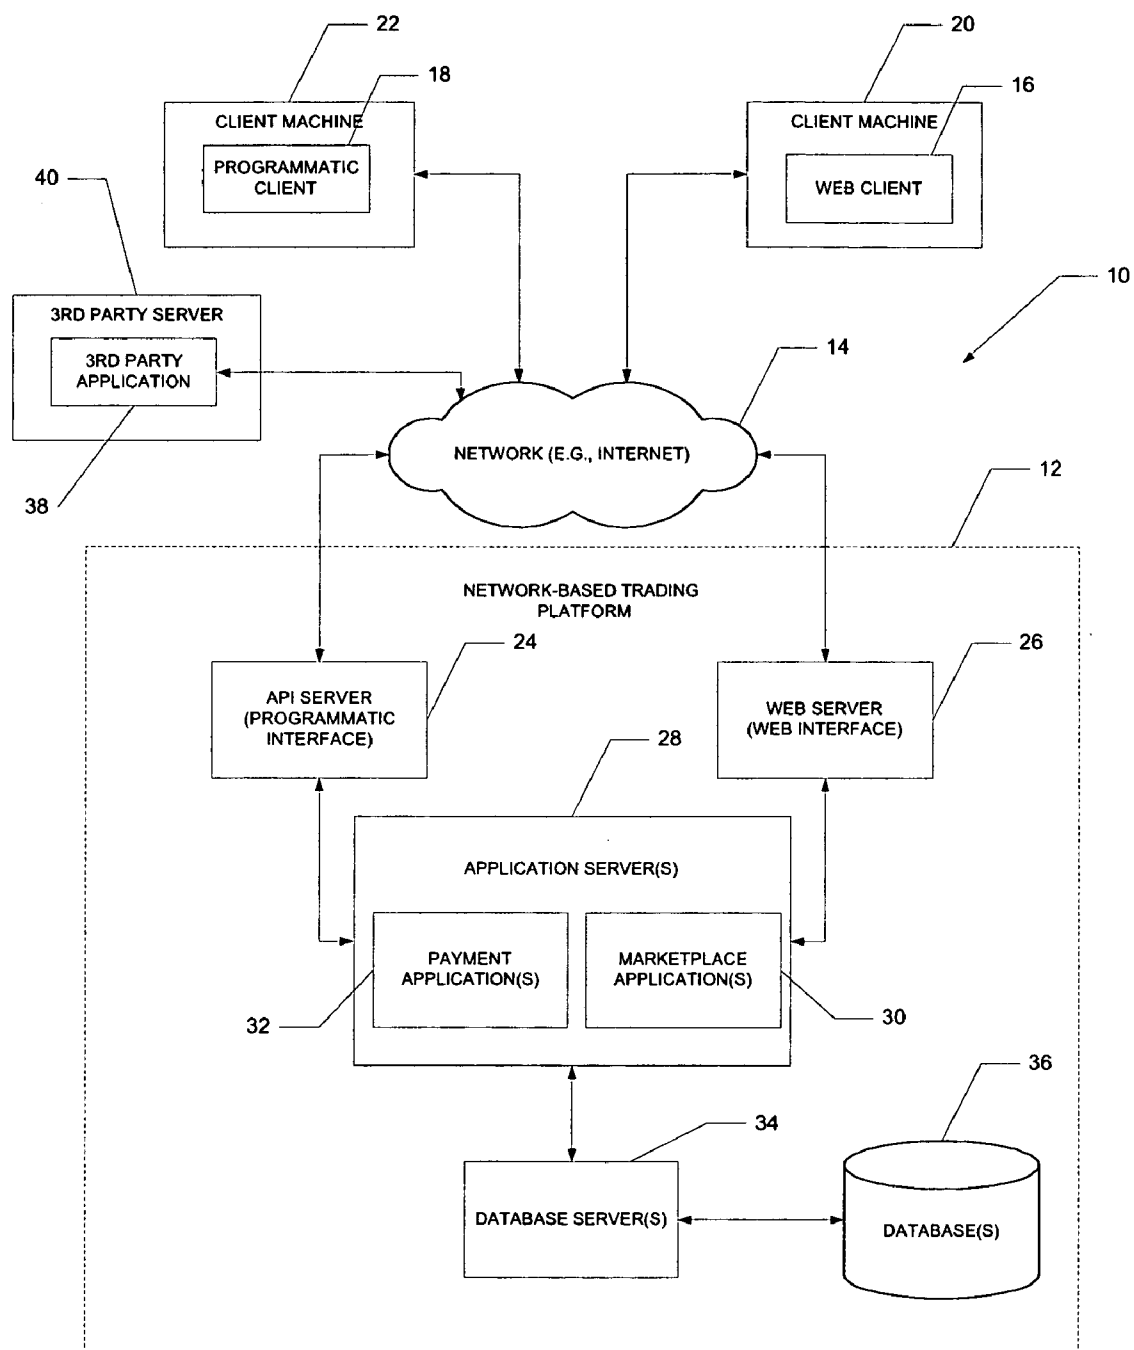 22
20
18
16
CLIENT MACHINE
PROGRAMMATIC
CLIENT
CLIENT MACHINE
WEB CLIENT
40
10
3RD PARTY SERVER
3RD PARTY
APPLICATION
14
NETWORK (E.G., INTERNET)
38
12
NETWORK-BASED TRADING
PLATFORM
24
26
API SERVER
(PROGRAMMATIC
INTERFACE)
WEB SERVER
(WEB INTERFACE)
28
APPLICATION SERVER(S)
PAYMENT
APPLICATION(S)
MARKETPLACE
APPLICATION(S)
32
30
36
34
DATABASE SERVER(S)
DATABASE(S)